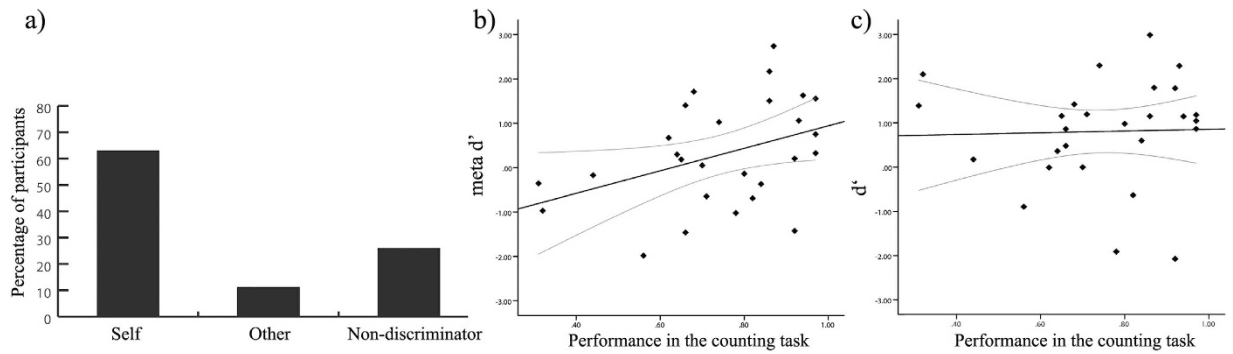 a)
Percentage of participants
80
70
60
50
40
30
20
10
0
Self Other Non-discriminator
b)
meta d'
3.00
2.00
1.00
.00
-1.00
-2.00
-3.00
.40 .60 .80 1.00
Performance in the counting task
c)
d‘
3.00
2.00
1.00
.00
-1.00
-2.00
-3.00
.40 .60 .80 1.00
Performance in the counting task